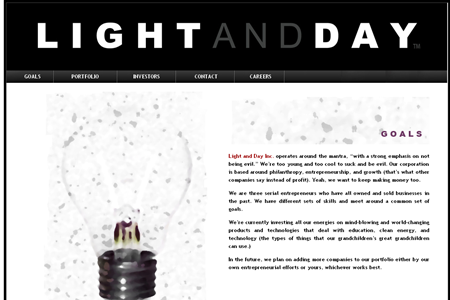 LIGHTANDDAY™
GOALS PORTFOLIO INVESTORS CONTACT CAREERS
GOALS
Light and Day Inc. operates around the mantra, "with a strong emphasis on not
being evil." We're too young and too cool to suck and be evil. Our corporation
is based around philanthropy, entrepreneurship, and growth (that's what other
companies say instead of profit). Yeah, we want to keep making money too.
We are three serial entrepreneurs who have all owned and sold businesses in
the past. We have different sets of skills and meet around a common set of
goals.
We're currently investing all our energies on mind-blowing and world-changing
products and technologies that deal with education, clean energy, and
technology (the types of things that our grandchildren's great grandchildren
can use.)
In the future, we plan on adding more companies to our portfolio either by our
own entrepreneurial efforts or yours, whichever works best.